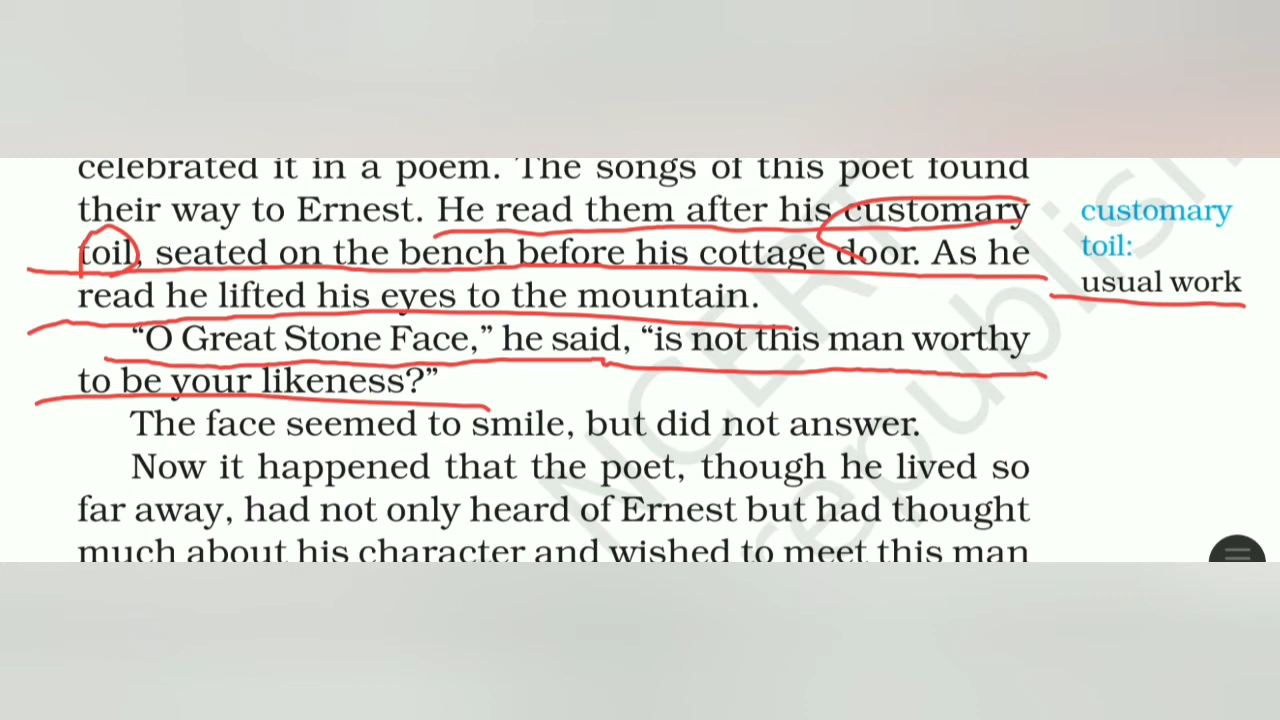 celebrated it in a poem. The songs of this poet found
their way to Ernest. He read them after his customary
toil, seated on the bench before his cottage door. As he
read he lifted his eyes to the mountain.
“O Great Stone Face,” he said, “is not this man worthy
to be your likeness?”
The face seemed to smile, but did not answer.
Now it happened that the poet, though he lived so
far away, had not only heard of Ernest but had thought
much about his character and wished to meet this man
customary
toil:
usual work
NCERT
republish